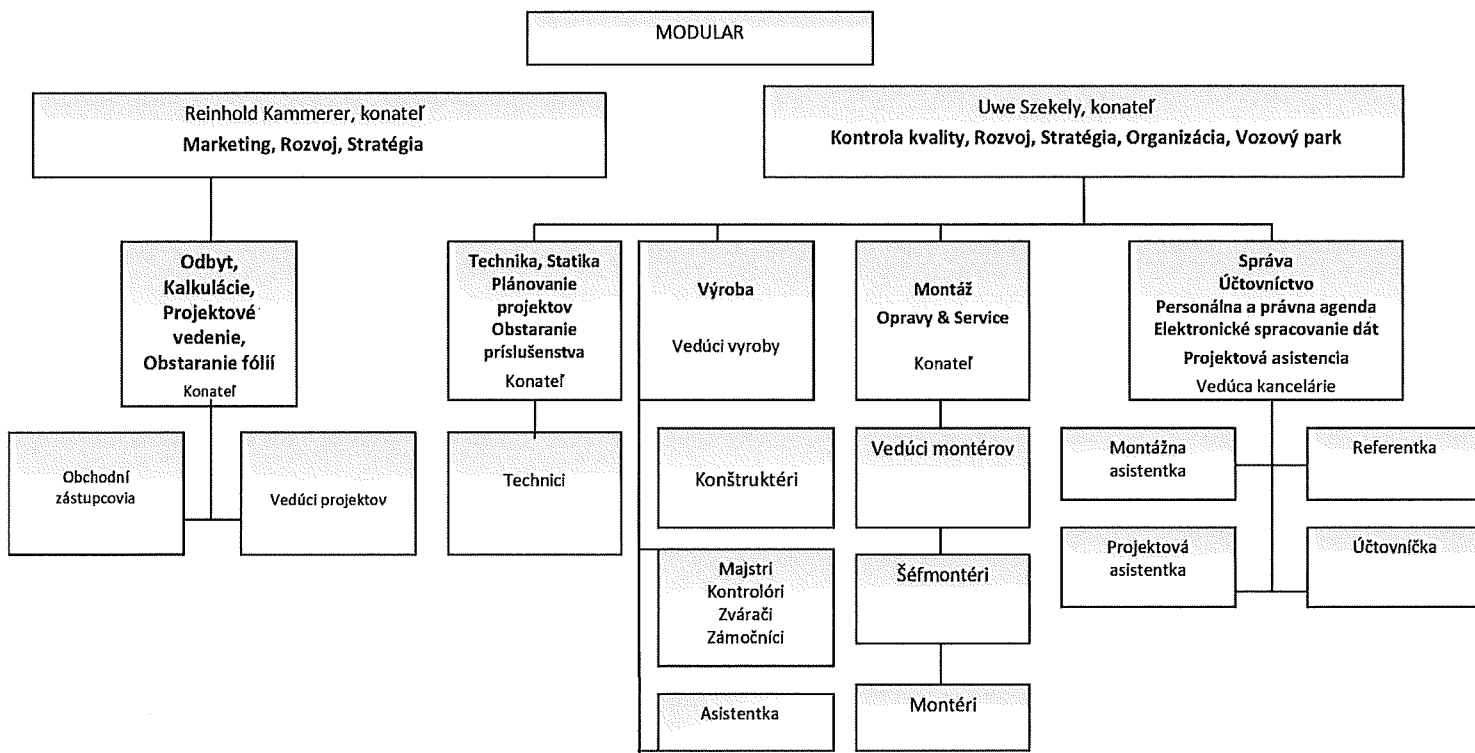 MODULAR
Reinhold Kammerer, konateľ
Marketing, Rozvoj, Stratégia
Uwe Szekely, konateľ
Kontrola kvality, Rozvoj, Stratégia, Organizácia, Vozový park
Odbyt,
Kalkulácie,
Projektové
vedenie,
Obstaranie fólií
Konateľ
Technika, Statika
Plánovanie
projektov
Obstaranie
príslušenstva
Konateľ
Výroba
Vedúci vyroby
Montáž
Opravy & Service
Konateľ
Správa
Účtovníctvo
Personálna a právna agenda
Elektronické spracovanie dát
Projektová asistencia
Vedúca kancelárie
Obchodní
zástupcovia
Vedúci projektov
Technici
Konštruktéri
Majstri
Kontrolóri
Zvárači
Zámočníci
Asistentka
Vedúci montérov
Šéfmontéri
Montéri
Montážna
asistentka
Referentka
Projektová
asistentka
Účtovníčka